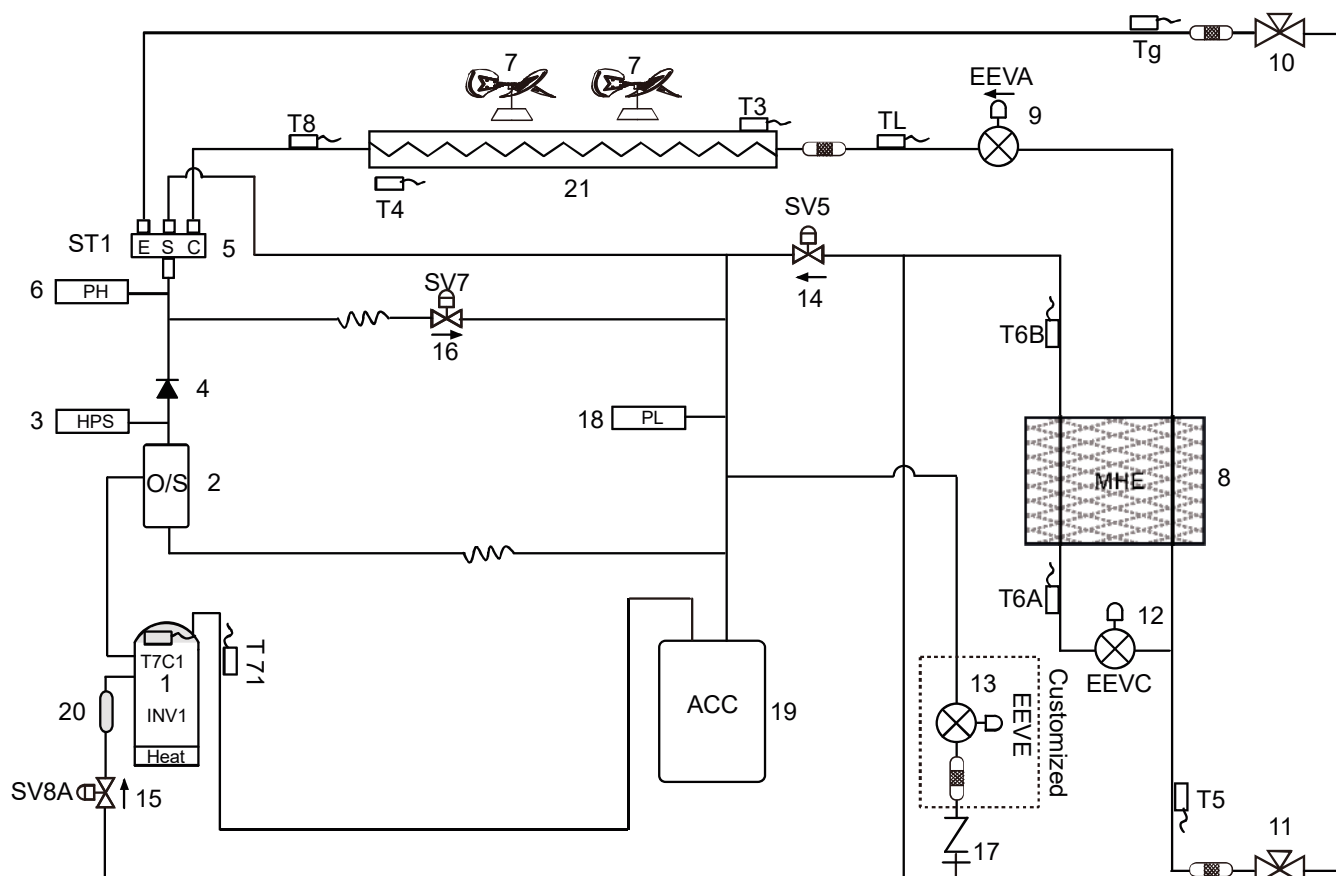 Tg
10
7
7
EEVA
9
T8
T3
TL
T4
21
SV5
ST1
E S C
5
6
PH
SV7
14
16
T6B
4
3
HPS
18
PL
O/S
2
MHE
8
T6A
12
EEVC
T7C1
1
INV1
Heat
T71
20
SV8A
15
ACC
19
13
EEVE
Customized
17
T5
11